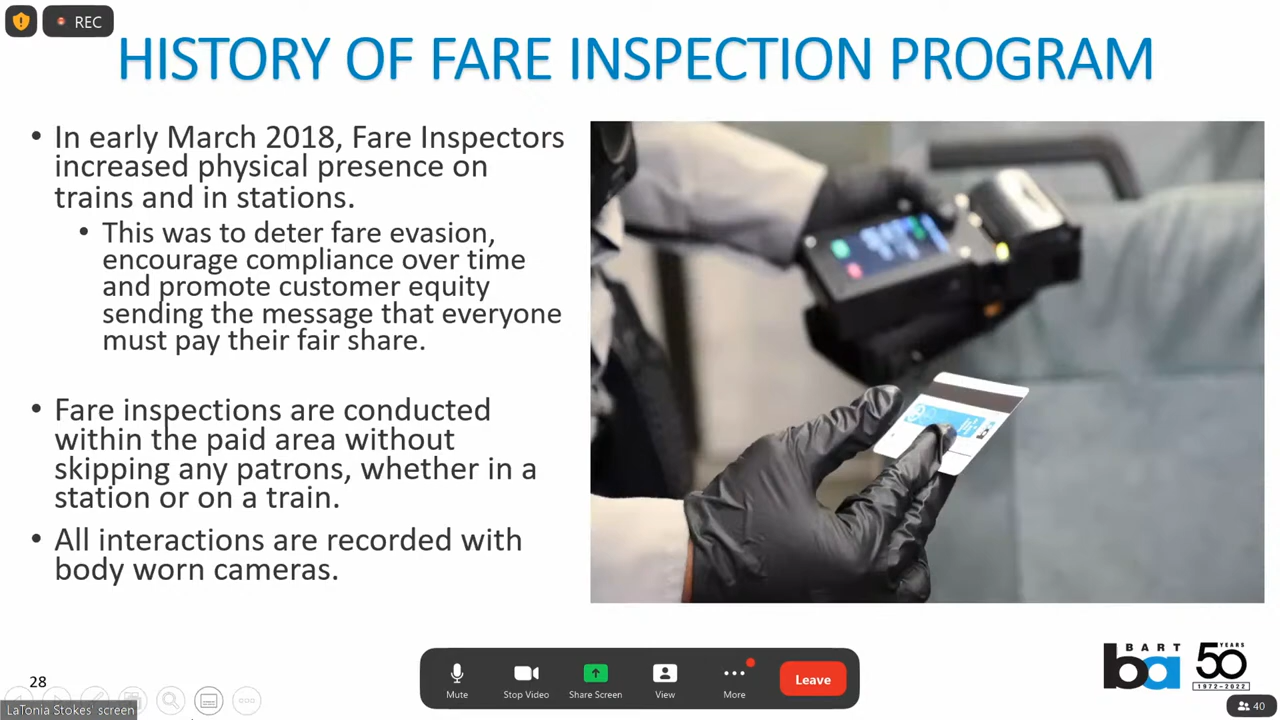 REC
HISTORY OF FARE INSPECTION PROGRAM
• In early March 2018, Fare Inspectors
increased physical presence on
trains and in stations.
• This was to deter fare evasion,
encourage compliance over time
and promote customer equity
sending the message that everyone
must pay their fair share.
• Fare inspections are conducted
within the paid area without
skipping any patrons, whether in a
station or on a train.
• All interactions are recorded with
body worn cameras.
28
LaTonia Stokes' screen
Mute
Stop Video
Share Screen
View
More
Leave
BART
ba
50
YEARS
1972-2022
40